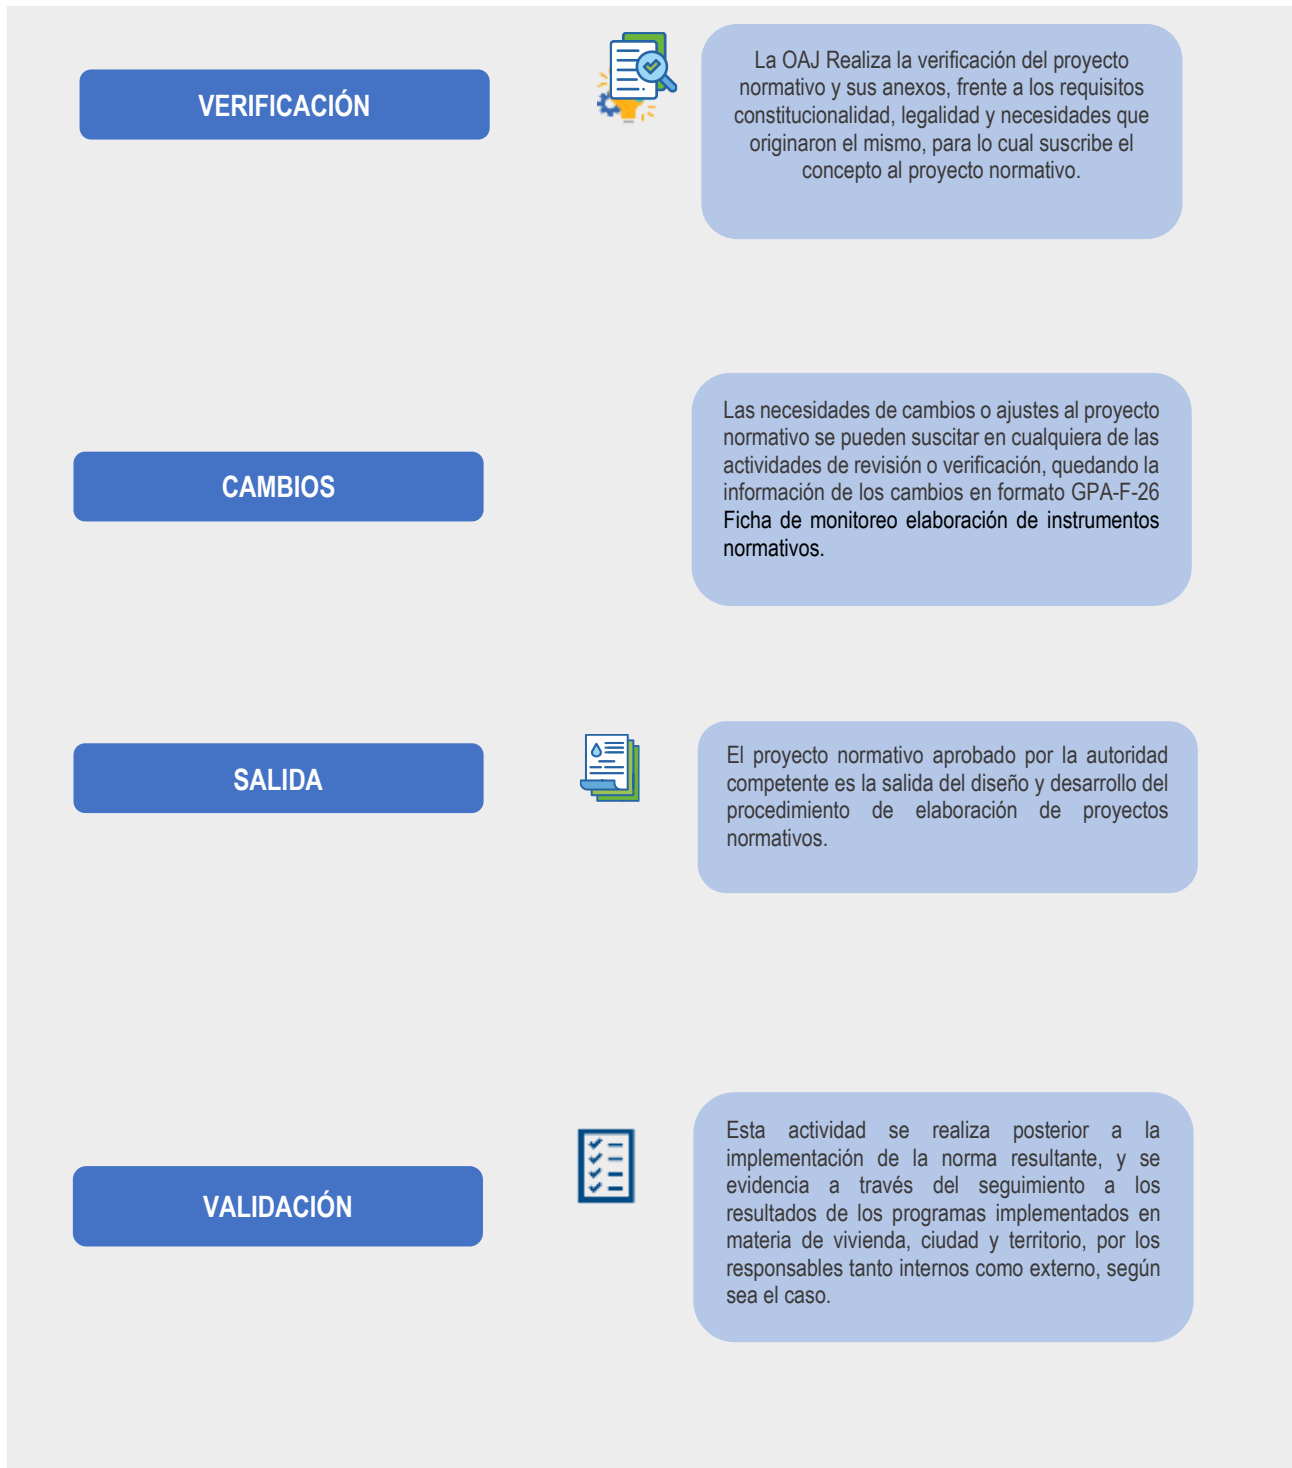 VERIFICACIÓN
La OAJ Realiza la verificación del proyecto
normativo y sus anexos, frente a los requisitos
constitucionalidad, legalidad y necesidades que
originaron el mismo, para lo cual suscribe el
concepto al proyecto normativo.
CAMBIOS
Las necesidades de cambios o ajustes al proyecto
normativo se pueden suscitar en cualquiera de las
actividades de revisión o verificación, quedando la
información de los cambios en formato GPA-F-26
Ficha de monitoreo elaboración de instrumentos
normativos.
SALIDA
El proyecto normativo aprobado por la autoridad
competente es la salida del diseño y desarrollo del
procedimiento de elaboración de proyectos
normativos.
VALIDACIÓN
Esta actividad se realiza posterior a la
implementación de la norma resultante, y se
evidencia a través del seguimiento a los
resultados de los programas implementados en
materia de vivienda, ciudad y territorio, por los
responsables tanto internos como externo, según
sea el caso.